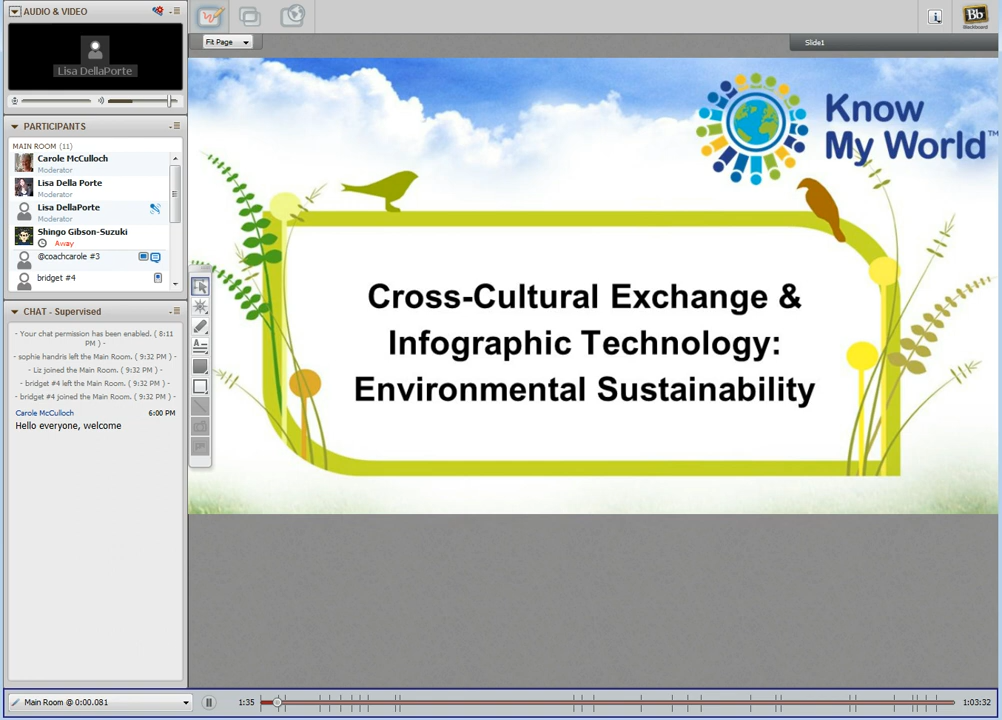 AUDIO & VIDEO
Lisa DellaPorte
PARTICIPANTS
MAIN ROOM (11)
Carole McCulloch
Moderator
Lisa Della Porte
Moderator
Lisa DellaPorte
Moderator
Shingo Gibson-Suzuki
Away
@coachcarole #3
bridget #4
CHAT - Supervised
- Your chat permission has been enabled. ( 8:11
PM ) -
- sophie handris left the Main Room. ( 9:32 PM ) -
- Liz joined the Main Room. ( 9:32 PM ) -
- bridget #4 left the Main Room. ( 9:32 PM ) -
- bridget #4 joined the Main Room. ( 9:32 PM ) -
Carole McCulloch 6:00 PM
Hello everyone, welcome
Fit Page
Slide1
i
Bb
Blackboard
Know
My World™
Cross-Cultural Exchange &
Infographic Technology:
Environmental Sustainability
Main Room @ 0:00.081
1:35
1:03:32